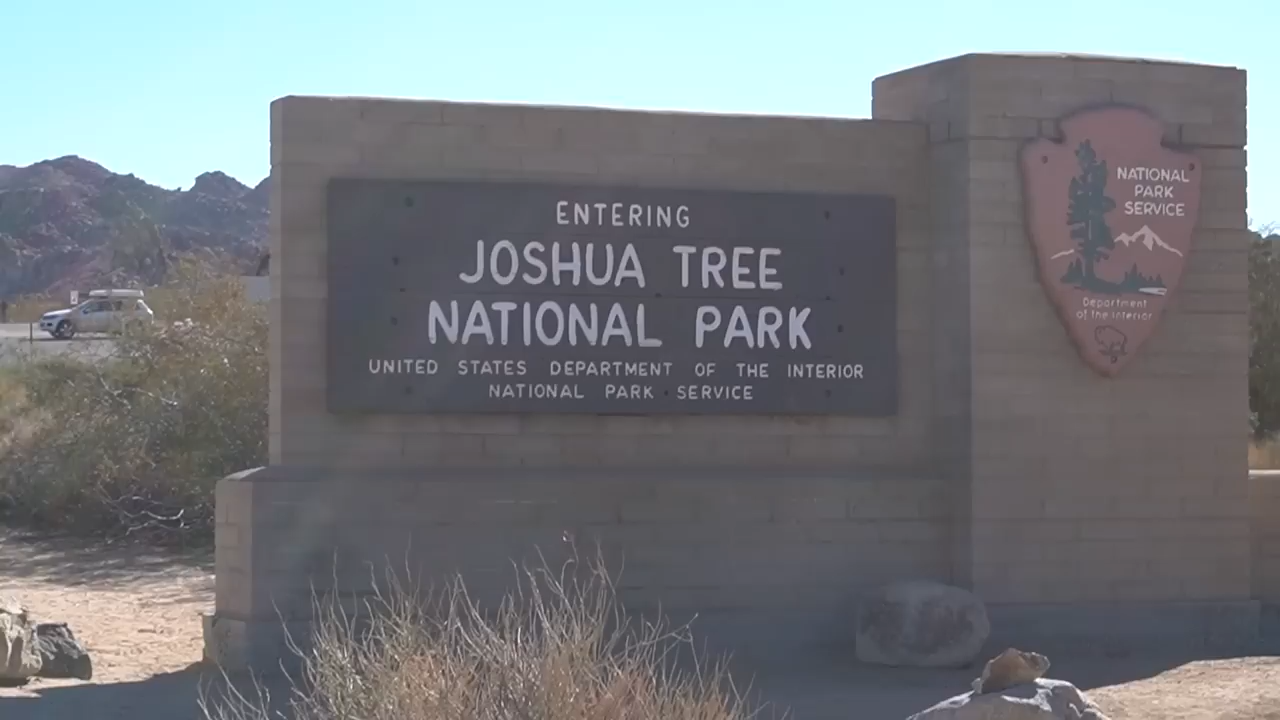 ENTERING
JOSHUA TREE
NATIONAL PARK
UNITED STATES DEPARTMENT OF THE INTERIOR
NATIONAL PARK SERVICE
NATIONAL
PARK
SERVICE
Department
of the Interior